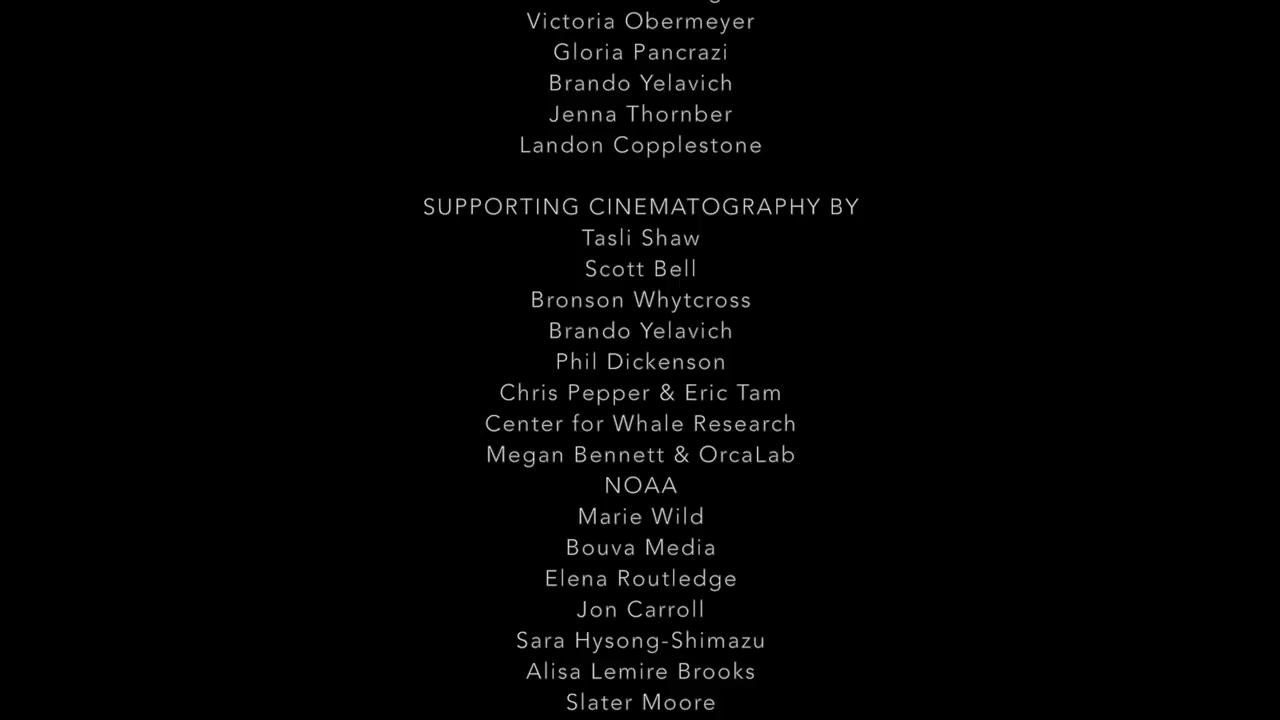 Victoria Obermeyer
Gloria Pancrazi
Brando Yelavich
Jenna Thornber
Landon Copplestone
SUPPORTING CINEMATOGRAPHY BY
Tasli Shaw
Scott Bell
Bronson Whytcross
Brando Yelavich
Phil Dickenson
Chris Pepper & Eric Tam
Center for Whale Research
Megan Bennett & OrcaLab
NOAA
Marie Wild
Bouva Media
Elena Routledge
Jon Carroll
Sara Hysong-Shimazu
Alisa Lemire Brooks
Slater Moore